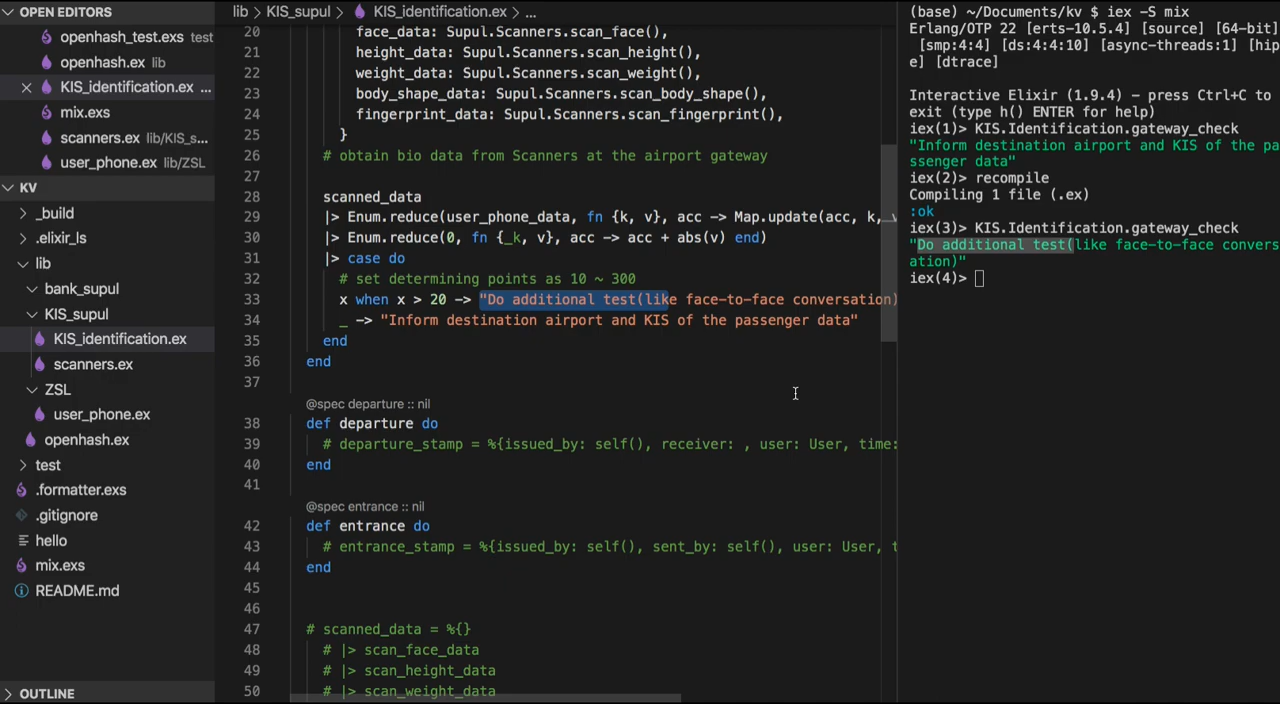 OPEN EDITORS
openhash_test.exs test
openhash.ex lib
KIS_identification.ex ...
mix.exs
scanners.ex lib/KIS_s...
user_phone.ex lib/ZSL
KV
_build
.elixir_ls
lib
bank_supul
KIS_supul
KIS_identification.ex
scanners.ex
ZSL
user_phone.ex
openhash.ex
test
.formatter.exs
.gitignore
hello
mix.exs
README.md
OUTLINE
lib > KIS_supul > KIS_identification.ex > ...
20 face_data: Supul.Scanners.scan_face(),
21 height_data: Supul.Scanners.scan_height(),
22 weight_data: Supul.Scanners.scan_weight(),
23 body_shape_data: Supul.Scanners.scan_body_shape(),
24 fingerprint_data: Supul.Scanners.scan_fingerprint(),
25 }
26 # obtain bio data from Scanners at the airport gateway
27
28 scanned_data
29 |> Enum.reduce(user_phone_data, fn {k, v}, acc -> Map.update(acc, k, v
30 |> Enum.reduce(0, fn {_k, v}, acc -> acc + abs(v) end)
31 |> case do
32 # set determining points as 10 ~ 300
33 x when x > 20 -> "Do additional test(like face-to-face conversation)
34 _ -> "Inform destination airport and KIS of the passenger data"
35 end
36 end
37
@spec departure :: nil
38 def departure do
39 # departure_stamp = %{issued_by: self(), receiver: , user: User, time:
40 end
41
@spec entrance :: nil
42 def entrance do
43 # entrance_stamp = %{issued_by: self(), sent_by: self(), user: User, t
44 end
45
46
47 # scanned_data = %{}
48 # |> scan_face_data
49 # |> scan_height_data
50 # |> scan_weight_data
(base) ~/Documents/kv $ iex -S mix
Erlang/OTP 22 [erts-10.5.4] [source] [64-bit]
[smp:4:4] [ds:4:4:10] [async-threads:1] [hip
e] [dtrace]
Interactive Elixir (1.9.4) - press Ctrl+C to
exit (type h() ENTER for help)
iex(1)> KIS.Identification.gateway_check
"Inform destination airport and KIS of the pa
ssenger data"
iex(2)> recompile
Compiling 1 file (.ex)
:ok
iex(3)> KIS.Identification.gateway_check
"Do additional test(like face-to-face convers
ation)"
iex(4)>